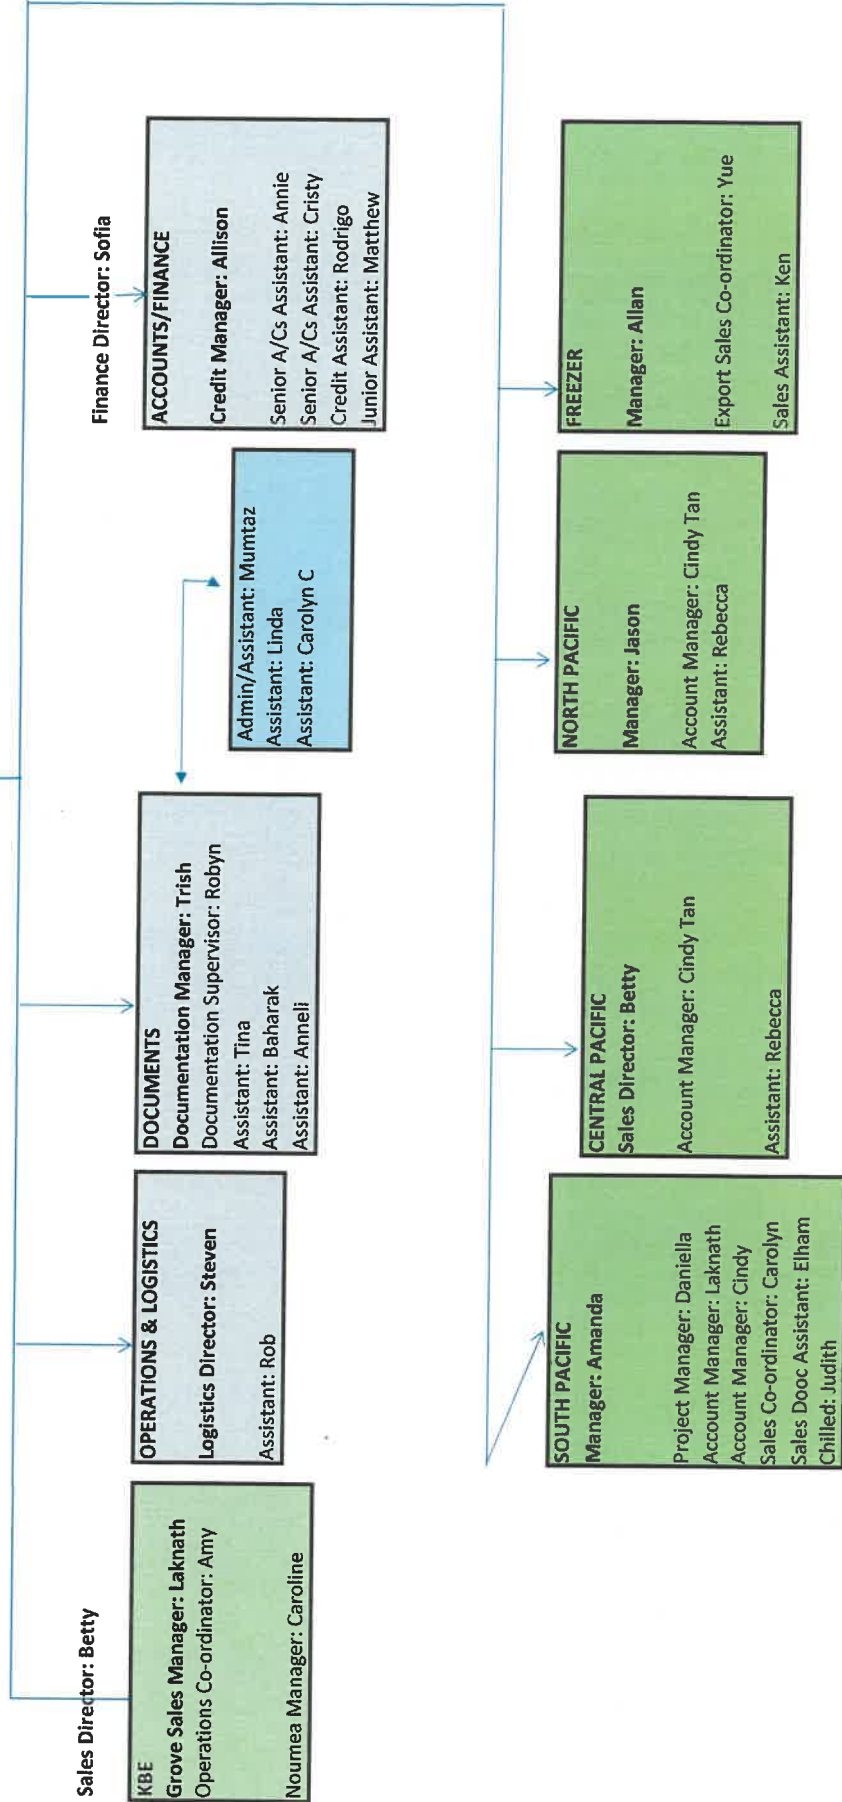 Sales Director: Betty
KBE
Grove Sales Manager: Laknath
Operations Co-ordinator: Amy
Noumea Manager: Caroline
OPERATIONS & LOGISTICS
Logistics Director: Steven
Assistant: Rob
DOCUMENTS
Documentation Manager: Trish
Documentation Supervisor: Robyn
Assistant: Tina
Assistant: Baharak
Assistant: Anneli
Admin/Assistant: Mumtaz
Assistant: Linda
Assistant: Carolyn C
Finance Director: Sofia
ACCOUNTS/FINANCE
Credit Manager: Allison
Senior A/Cs Assistant: Annie
Senior A/Cs Assistant: Cristy
Credit Assistant: Rodrigo
Junior Assistant: Matthew
SOUTH PACIFIC
Manager: Amanda
Project Manager: Daniella
Account Manager: Laknath
Account Manager: Cindy
Sales Co-ordinator: Carolyn
Sales Dooc Assistant: Elham
Chilled: Judith
CENTRAL PACIFIC
Sales Director: Betty
Account Manager: Cindy Tan
Assistant: Rebecca
NORTH PACIFIC
Manager: Jason
Account Manager: Cindy Tan
Assistant: Rebecca
FREEZER
Manager: Allan
Export Sales Co-ordinator: Yue
Sales Assistant: Ken